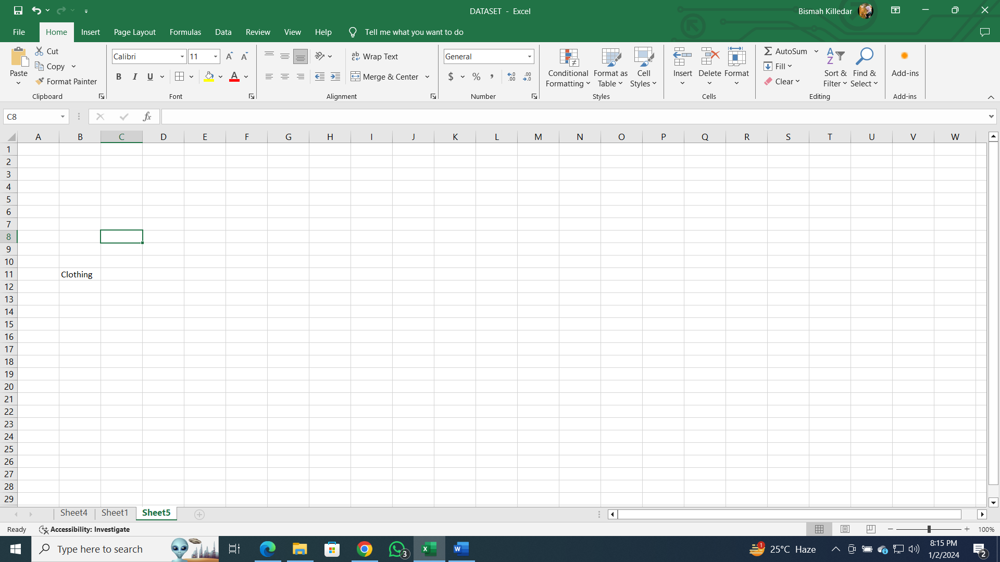 DATASET - Excel
Bismah Killedar
File Home Insert Page Layout Formulas Data Review View Help Tell me what you want to do
Cut
Copy
Format Painter
Paste
Clipboard
Calibri 11
B I U A
Font
ab Wrap Text
Merge & Center
Alignment
General
$ % ,
Number
Conditional Formatting
Format as Table
Cell Styles
Styles
Insert Delete Format
Cells
AutoSum
Fill
Clear
Sort & Filter
Find & Select
Editing
Add-ins
Add-ins
C8 fx
A B C D E F G H I J K L M N O P Q R S T U V W
1
2
3
4
5
6
7
8
9
10
11 Clothing
12
13
14
15
16
17
18
19
20
21
22
23
24
25
26
27
28
29
Sheet4 Sheet1 Sheet5
Ready Accessibility: Investigate 100%
Type here to search
3
1
25°C Haze
8:15 PM
1/2/2024
2